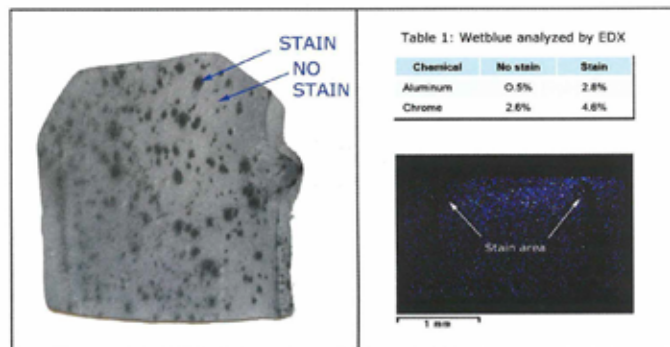 STAIN
NO
STAIN
Table 1: Wetblue analyzed by EDX
Chemical No stain Stain
Aluminum O.5% 2.8%
Chrome 2.6% 4.6%
Stain area
1 mm